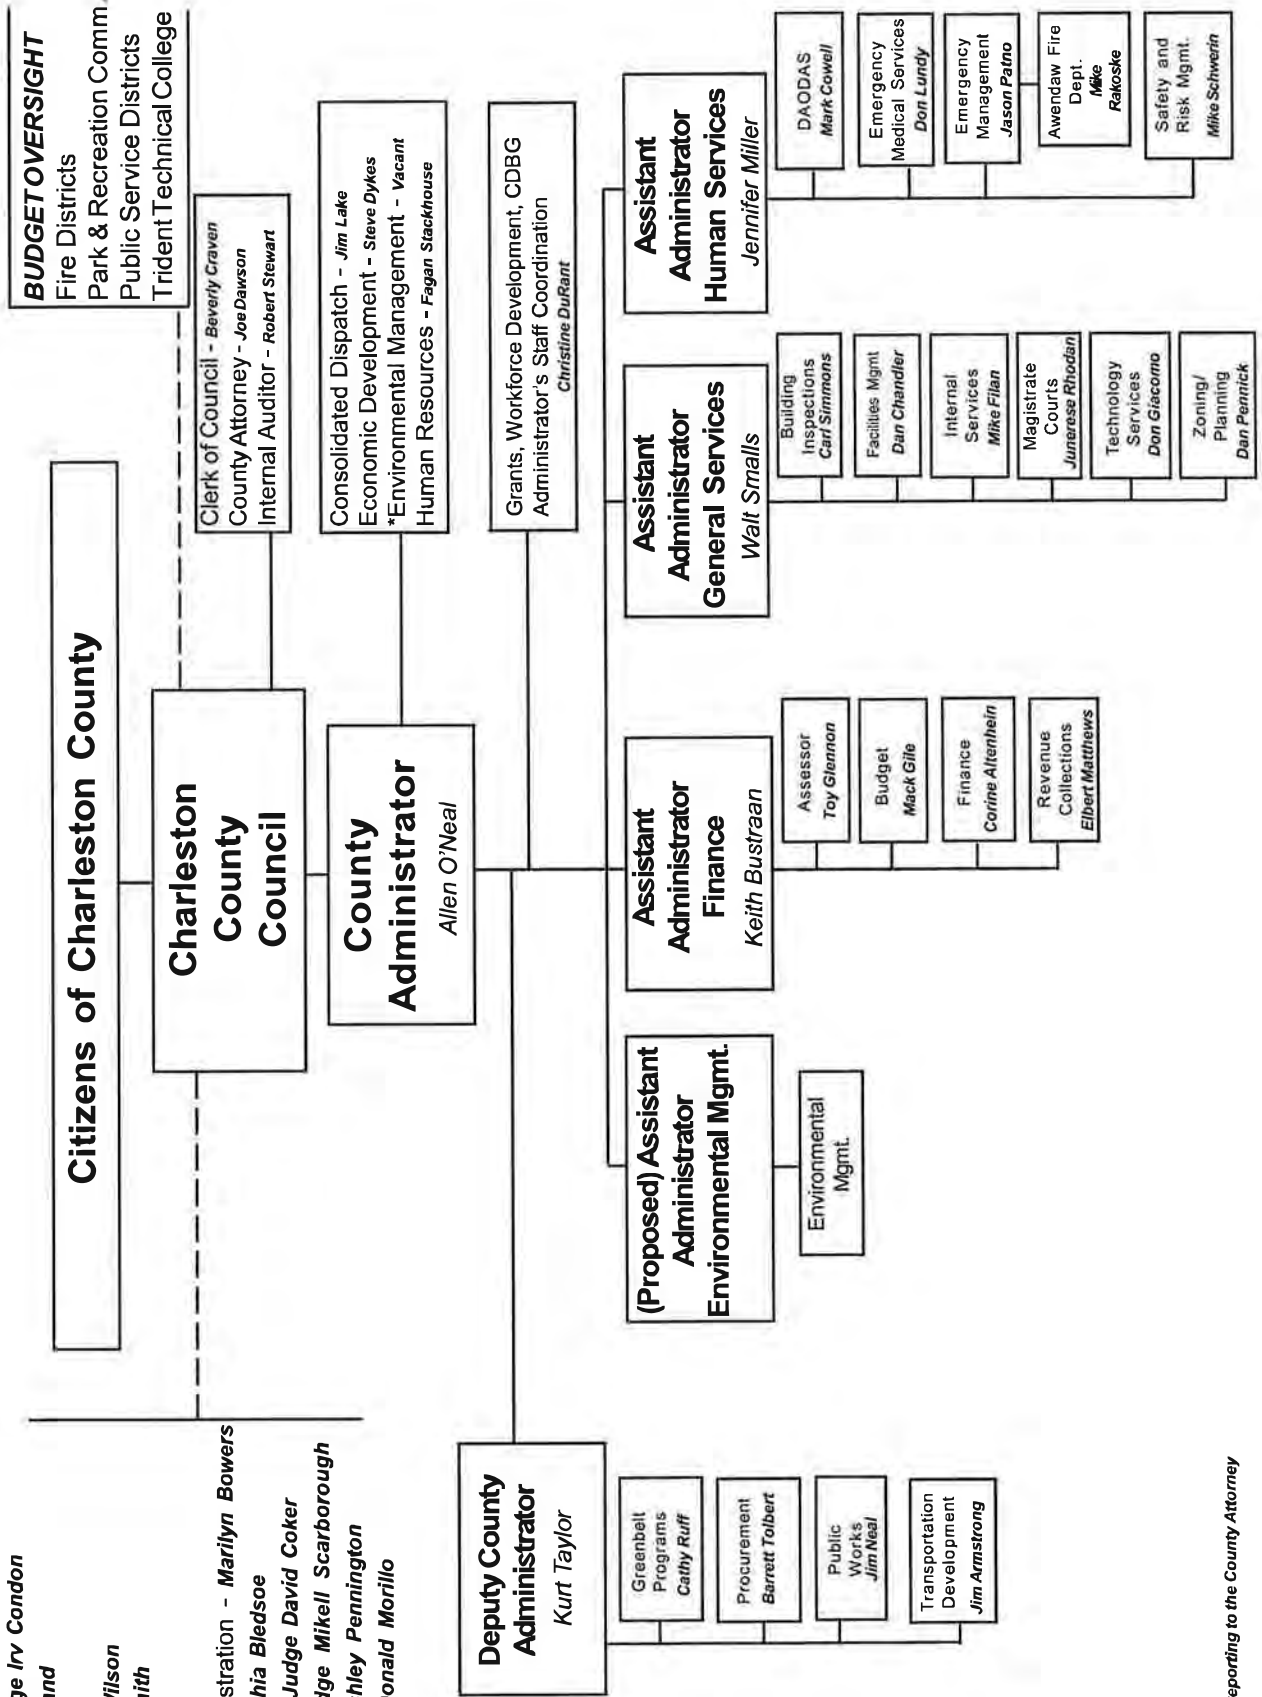 Citizens of Charleston County
BUDGET OVERSIGHT
Fire Districts
Park & Recreation Comm.
Public Service Districts
Trident Technical College
Charleston
County
Council
Clerk of Council - Beverly Craven
County Attorney - Joe Dawson
Internal Auditor - Robert Stewart
County
Administrator
Allen O'Neal
Consolidated Dispatch - Jim Lake
Economic Development - Steve Dykes
*Environmental Management - Vacant
Human Resources - Fagan Stackhouse
Grants, Workforce Development, CDBG
Administrator's Staff Coordination
Christine DuRant
Irv Condon
Marilyn Bowers
Bledsoe
Judge David Coker
Mikell Scarborough
Pennington
Morillo
Deputy County
Administrator
Kurt Taylor
Greenbelt
Programs
Cathy Ruff
Procurement
Barrett Tolbert
Public
Works
Jim Neal
Transportation
Development
Jim Armstrong
(Proposed) Assistant
Administrator
Environmental Mgmt.
Environmental
Mgmt.
Assistant
Administrator
Finance
Keith Bustraan
Assessor
Toy Glennon
Budget
Mack Gile
Finance
Corine Altenhein
Revenue
Collections
Elbert Matthews
Assistant
Administrator
General Services
Walt Smalls
Building
Inspections
Carl Simmons
Facilities Mgmt
Dan Chandler
Internal
Services
Mike Filan
Magistrate
Courts
Junerese Rhodan
Technology
Services
Don Giacomo
Zoning/
Planning
Dan Pennick
Assistant
Administrator
Human Services
Jennifer Miller
DAODAS
Mark Cowell
Emergency
Medical Services
Don Lundy
Emergency
Management
Jason Patno
Awendaw Fire
Dept.
Mike
Rakoske
Safety and
Risk Mgmt.
Mike Schwerin
reporting to the County Attorney